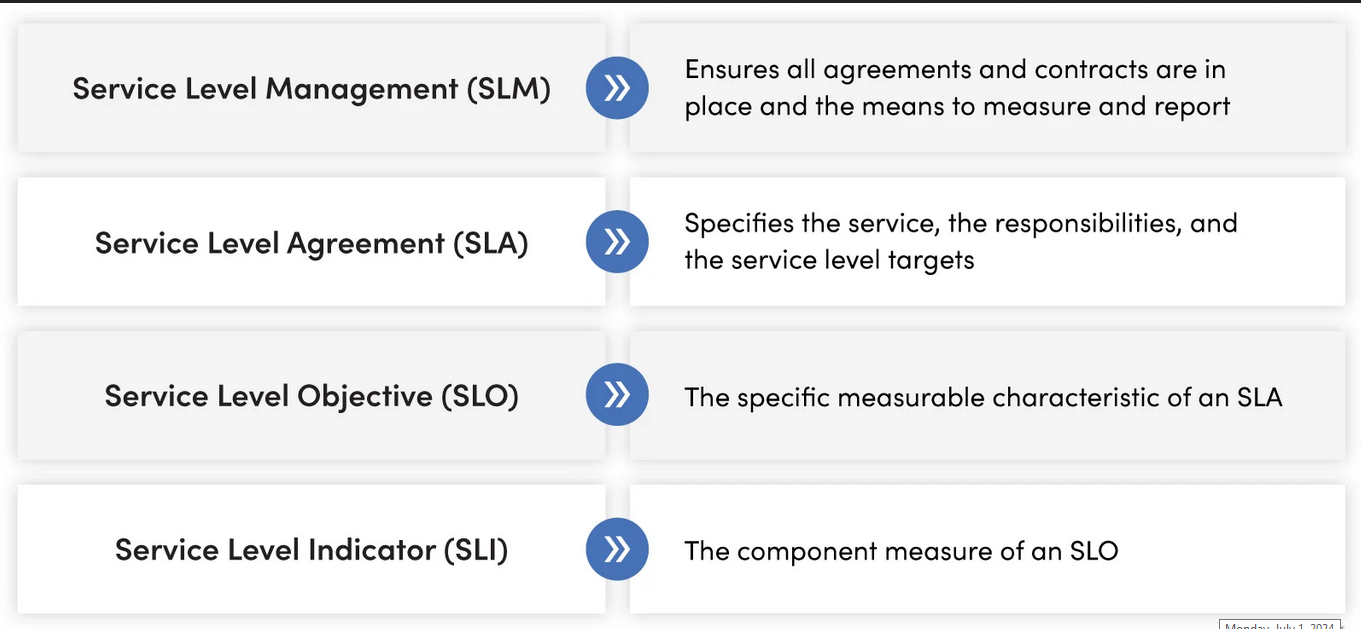 Service Level Management (SLM)
Ensures all agreements and contracts are in
place and the means to measure and report
Service Level Agreement (SLA)
Specifies the service, the responsibilities, and
the service level targets
Service Level Objective (SLO)
The specific measurable characteristic of an SLA
Service Level Indicator (SLI)
The component measure of an SLO
Monday, July 1, 2024